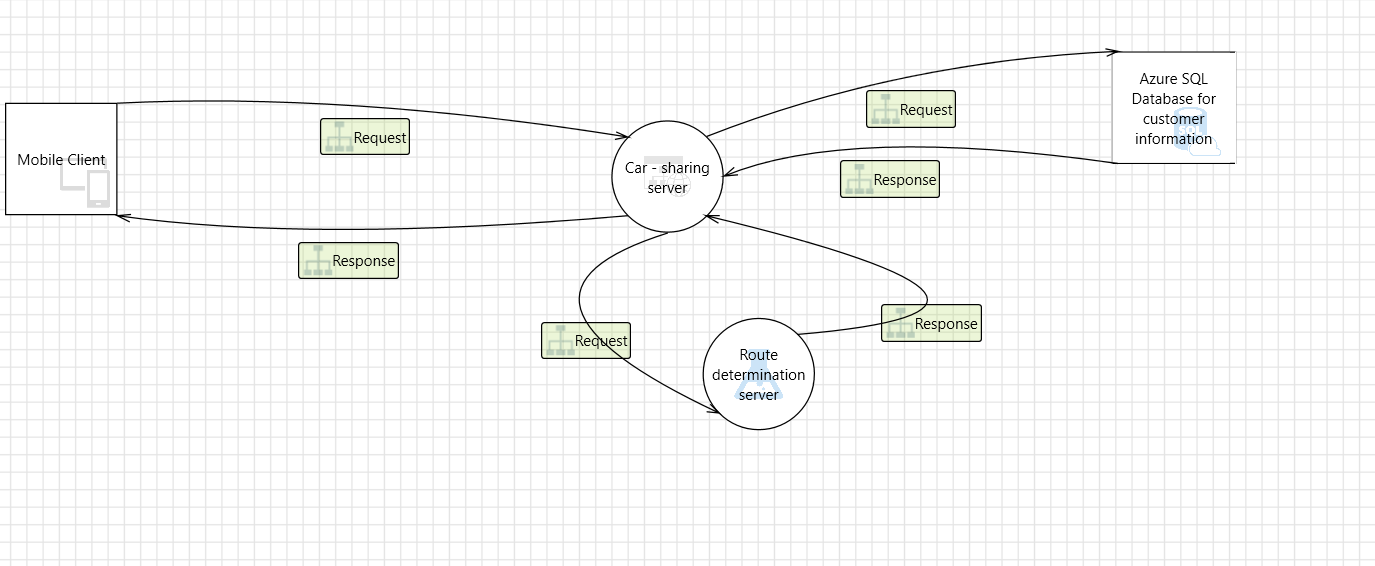 Mobile Client
Request
Response
Car - sharing
server
Request
Response
Azure SQL
Database for
customer
information
SQL
Request
Route
determination
server
Response